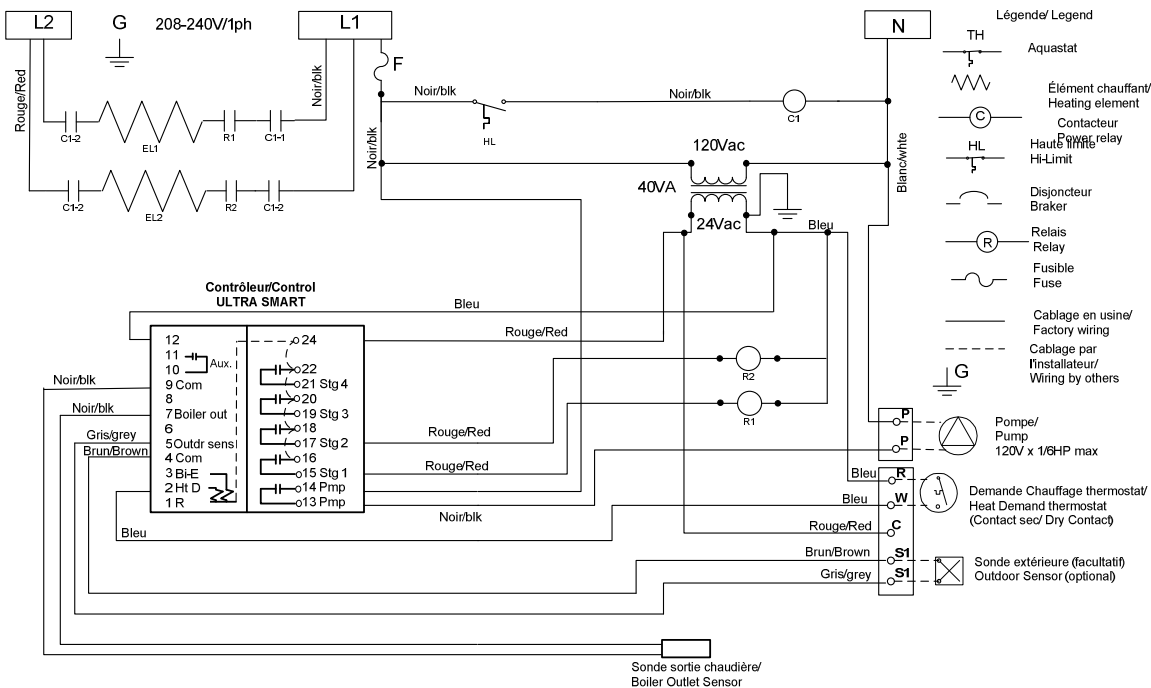 L2
G
208-240V/1ph
L1
N
F
Rouge/Red
Noir/blk
Noir/blk
Noir/blk
Noir/blk
HL
C1
C1-2
EL1
R1
C1-1
C1-2
EL2
R2
C1-2
120Vac
40VA
24Vac
Blanc/whte
Bleu
Légende/ Legend
TH
Aquastat
Élément chauffant/
Heating element
C
Contacteur
Power relay
HL
Haute limite
Hi-Limit
Disjoncteur
Braker
R
Relais
Relay
Fusible
Fuse
Cablage en usine/
Factory wiring
Cablage par
l'installateur/
Wiring by others
G
Contrôleur/Control
ULTRA SMART
Bleu
Rouge/Red
12
11
10
Aux.
9 Com
8
7 Boiler out
6
5 Outdr sens
4 Com
3 Bi-E
2 Ht D
1 R
24
22
21 Stg 4
20
19 Stg 3
18
17 Stg 2
16
15 Stg 1
14 Pmp
13 Pmp
Noir/blk
Noir/blk
Gris/grey
Brun/Brown
Bleu
Rouge/Red
Rouge/Red
Noir/blk
R2
R1
P
P
Pompe/
Pump
120V x 1/6HP max
Bleu
R
Bleu
W
Rouge/Red
C
Brun/Brown
S1
Gris/grey
S1
Demande Chauffage thermostat/
Heat Demand thermostat
(Contact sec/ Dry Contact)
Sonde extérieure (facultatif)
Outdoor Sensor (optional)
Sonde sortie chaudière/
Boiler Outlet Sensor